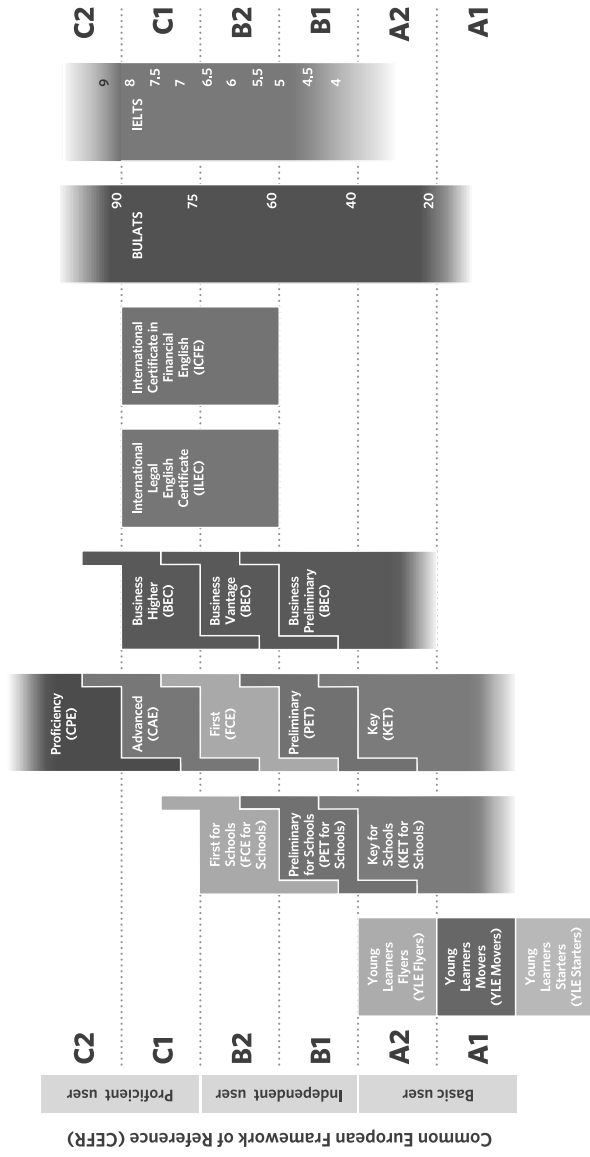 Common European Framework of Reference (CEFR)
Proficient user
Independent user
Basic user
C2
C1
B2
B1
A2
A1
Young
Learners
Flyers
(YLE Flyers)
Young
Learners
Movers
(YLE Movers)
Young
Learners
Starters
(YLE Starters)
First for
Schools
(FCE for
Schools)
Preliminary
for Schools
(PET for
Schools)
Key for
Schools
(KET for
Schools)
Proficiency
(CPE)
Advanced
(CAE)
First
(FCE)
Preliminary
(PET)
Key
(KET)
Business
Higher
(BEC)
Business
Vantage
(BEC)
Business
Preliminary
(BEC)
International
Legal
English
Certificate
(ILEC)
International
Certificate in
Financial
English
(ICFE)
BULATS
90
75
60
40
20
IELTS
9
8
7.5
7
6.5
6
5.5
5
4.5
4
C2
C1
B2
B1
A2
A1